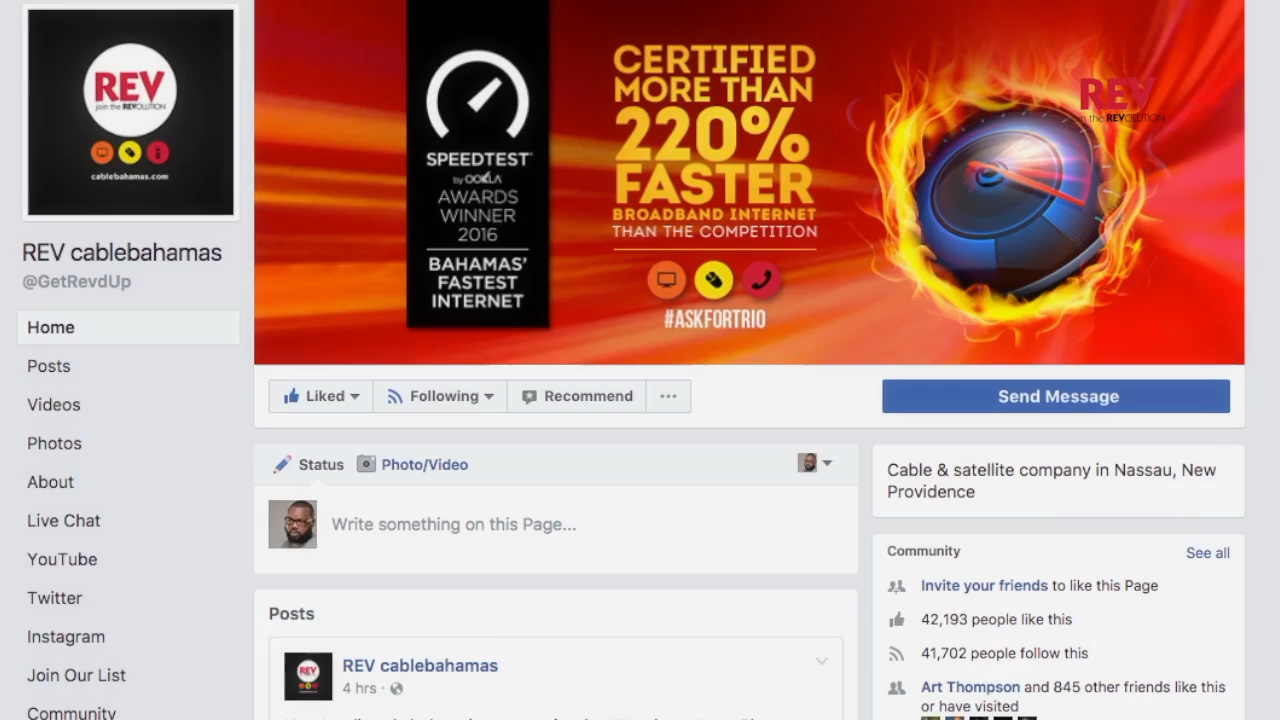 REV
join the REVOLUTION
cablebahamas.com
REV cablebahamas
@GetRevdUp
Home
Posts
Videos
Photos
About
Live Chat
YouTube
Twitter
Instagram
Join Our List
Community
SPEEDTEST
by OOKLA
AWARDS
WINNER
2016
BAHAMAS'
FASTEST
INTERNET
CERTIFIED
MORE THAN
220%
FASTER
BROADBAND INTERNET
THAN THE COMPETITION
#ASKFORTRIO
REV
in the REVOLUTION
Liked
Following
Recommend
Send Message
Status
Photo/Video
Write something on this Page...
Posts
REV
REV cablebahamas
4 hrs
Cable & satellite company in Nassau, New
Providence
Community
See all
Invite your friends to like this Page
42,193 people like this
41,702 people follow this
Art Thompson and 845 other friends like this
or have visited